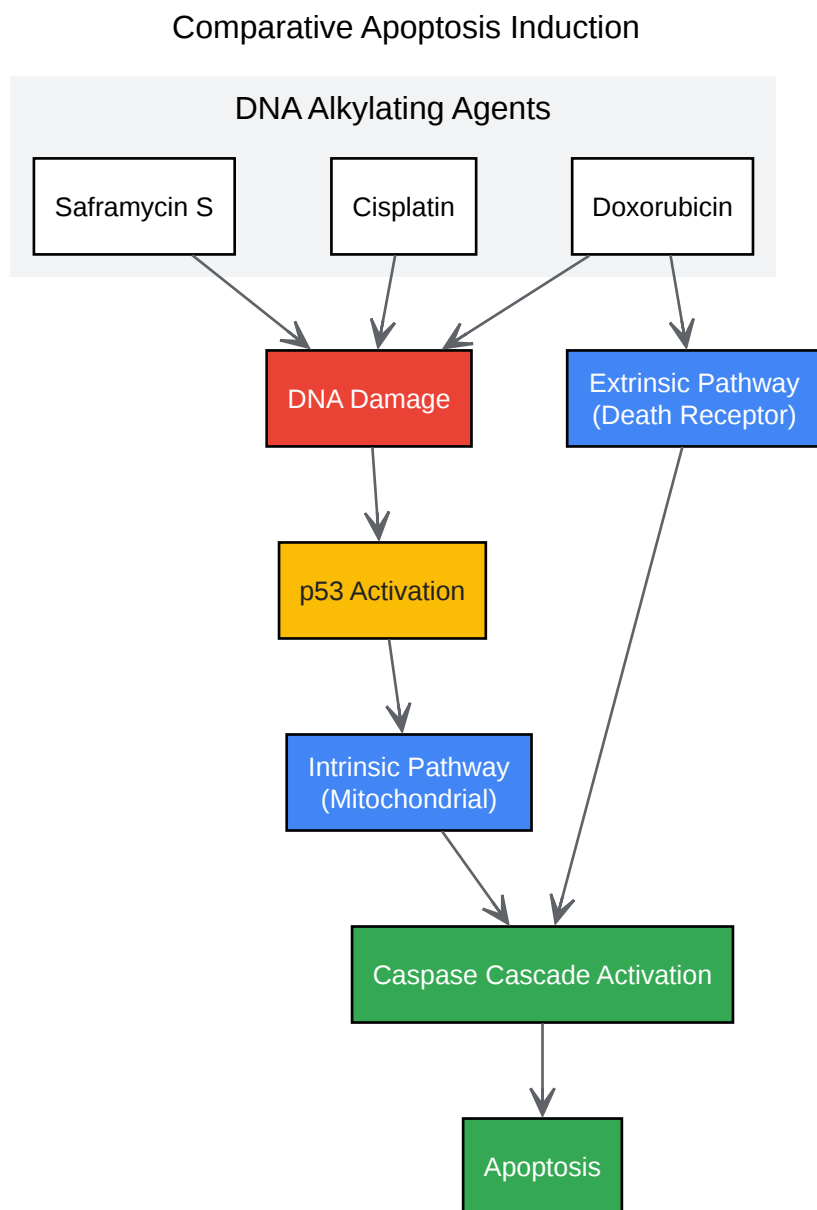 Comparative Apoptosis Induction
DNA Alkylating Agents
Saframycin S
Cisplatin
Doxorubicin
DNA Damage
Extrinsic Pathway
(Death Receptor)
p53 Activation
Intrinsic Pathway
(Mitochondrial)
Caspase Cascade Activation
Apoptosis